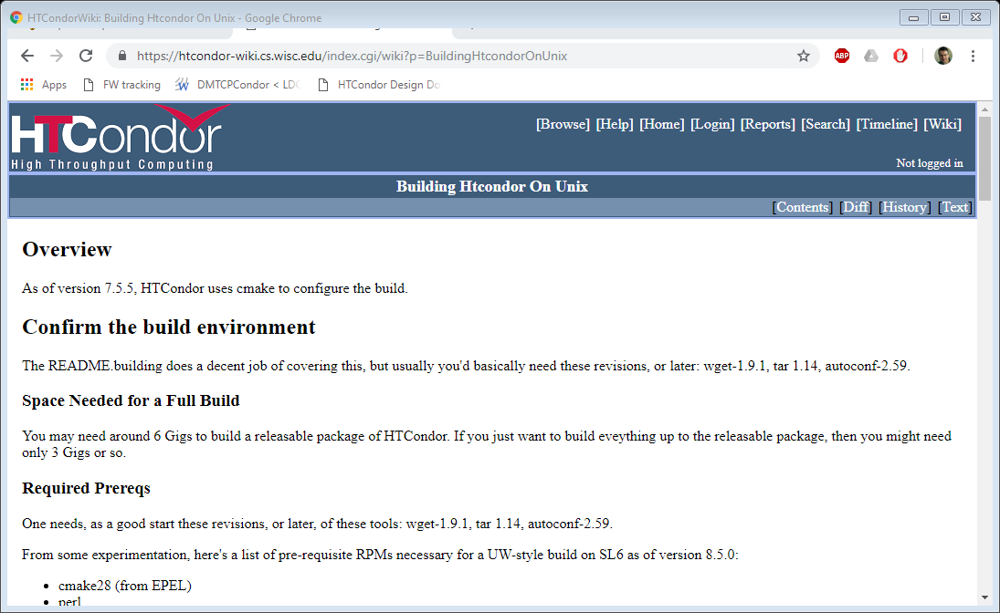 HTCondorWiki: Building Htcondor On Unix - Google Chrome
https://htcondor-wiki.cs.wisc.edu/index.cgi/wiki?p=BuildingHtcondorOnUnix
ABP
Apps FW tracking DMTCPCondor < LDC HTCondor Design Do
HTCondor
High Throughput Computing
[Browse] [Help] [Home] [Login] [Reports] [Search] [Timeline] [Wiki]
Not logged in
Building Htcondor On Unix
[Contents] [Diff] [History] [Text]
Overview
As of version 7.5.5, HTCondor uses cmake to configure the build.
Confirm the build environment
The README.building does a decent job of covering this, but usually you'd basically need these revisions, or later: wget-1.9.1, tar 1.14, autoconf-2.59.
Space Needed for a Full Build
You may need around 6 Gigs to build a releasable package of HTCondor. If you just want to build eveything up to the releasable package, then you might need
only 3 Gigs or so.
Required Prereqs
One needs, as a good start these revisions, or later, of these tools: wget-1.9.1, tar 1.14, autoconf-2.59.
From some experimentation, here's a list of pre-requisite RPMs necessary for a UW-style build on SL6 as of version 8.5.0:
• cmake28 (from EPEL)
• perl